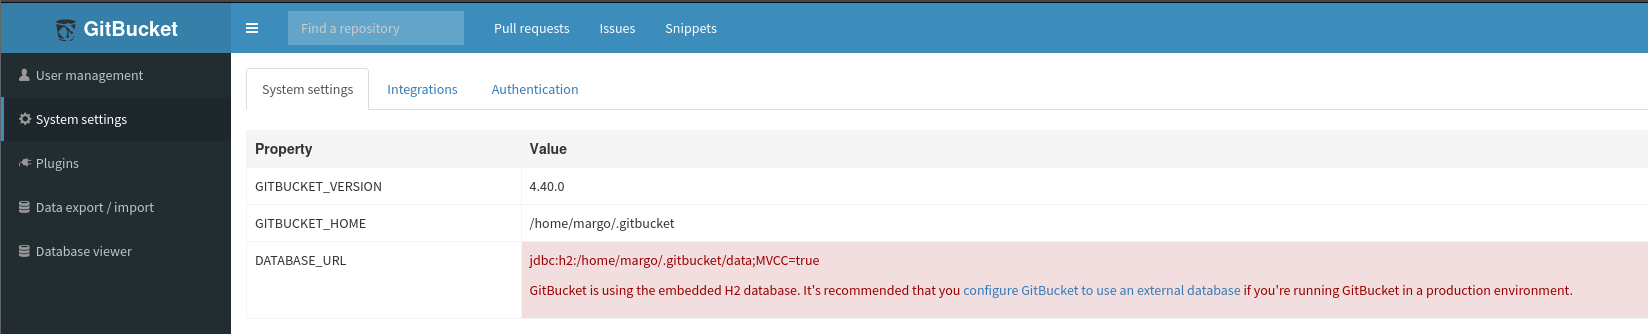 GitBucket
Find a repository
Pull requests
Issues
Snippets
User management
System settings
Plugins
Data export / import
Database viewer
System settings
Integrations
Authentication
Property Value
GITBUCKET_VERSION 4.40.0
GITBUCKET_HOME /home/margo/.gitbucket
DATABASE_URL jdbc:h2:/home/margo/.gitbucket/data;MVCC=true
GitBucket is using the embedded H2 database. It's recommended that you configure GitBucket to use an external database if you're running GitBucket in a production environment.